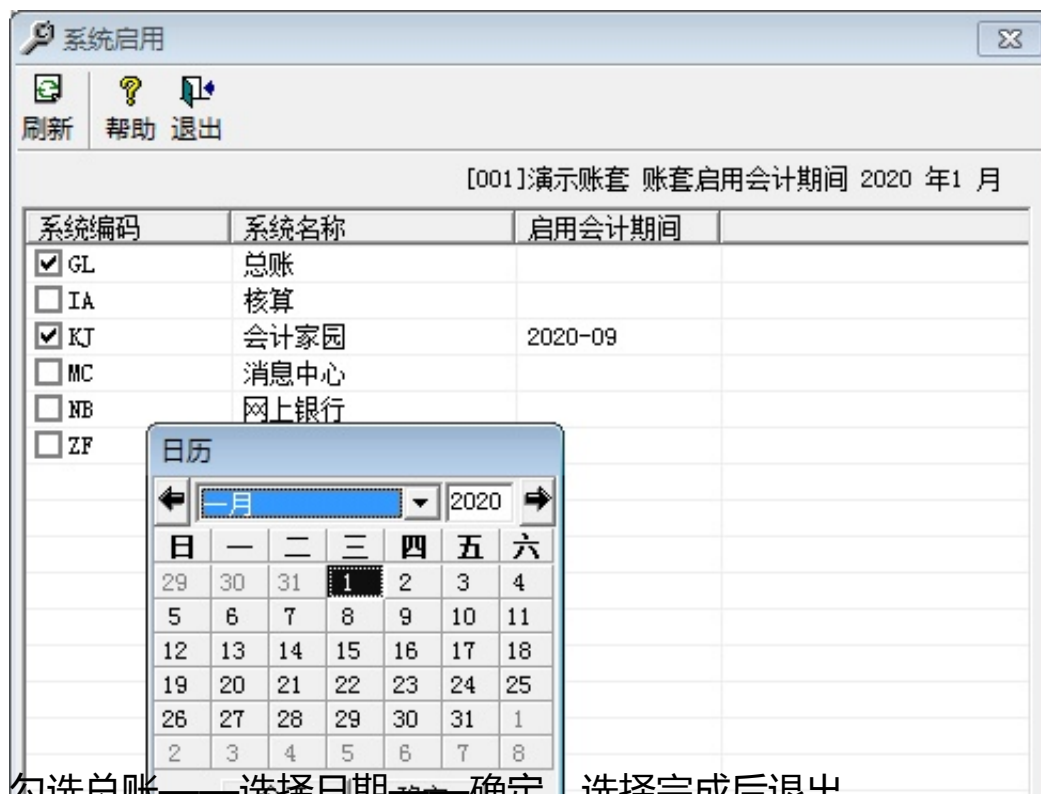 系统启用
刷新 帮助 退出
[001]演示账套 账套启用会计期间 2020 年1 月
系统编码 系统名称 启用会计期间
GL 总账
IA 核算
KJ 会计家园 2020-09
MC 消息中心
NB 网上银行
ZF
日历
一月 2020
日 一 二 三 四 五 六
29 30 31 1 2 3 4
5 6 7 8 9 10 11
12 13 14 15 16 17 18
19 20 21 22 23 24 25
26 27 28 29 30 31 1
2 3 4 5 6 7 8
勾选总账——选择日期——确定 选择完成后退出